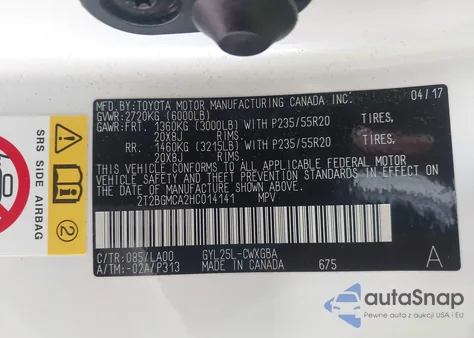 MFD.BY:TOYOTA MOTOR MANUFACTURING CANADA INC. 04/17
GVWR:2720KG (6000LB)
GAWR:FRT. 1360KG (3000LB) WITH P235/55R20 TIRES,
20X8J RIMS,
RR. 1460KG (3215LB) WITH P235/55R20 TIRES,
20X8J RIMS.
THIS VEHICLE CONFORMS TO ALL APPLICABLE FEDERAL MOTOR
VEHICLE SAFETY AND THEFT PREVENTION STANDARDS IN EFFECT
ON THE DATE OF MANUFACTURE SHOWN ABOVE.
2T2BGMCA2HC014141 MPV
C/TR:085/LA00 GYL25L-CWXGBA A
A/TM:-02A/P313 MADE IN CANADA 675
SRS SIDE AIRBAG
2
autoSnap
Pewne auta z aukcji USA i EU